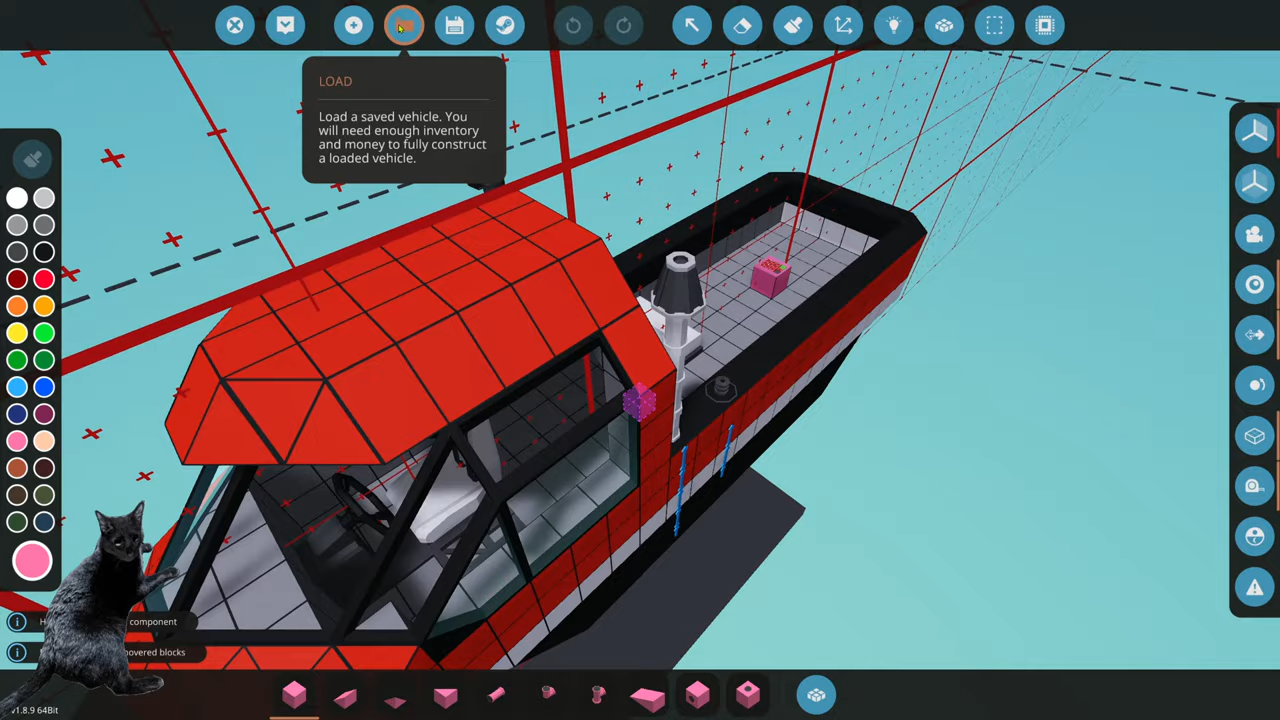 LOAD
Load a saved vehicle. You
will need enough inventory
and money to fully construct
a loaded vehicle.
component
blocks
v1.8.9 64Bit